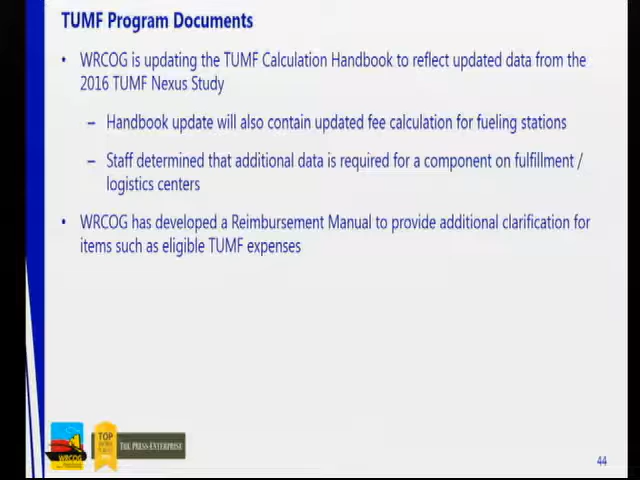 TUMF Program Documents
• WRCOG is updating the TUMF Calculation Handbook to reflect updated data from the
2016 TUMF Nexus Study
– Handbook update will also contain updated fee calculation for fueling stations
– Staff determined that additional data is required for a component on fulfillment /
logistics centers
• WRCOG has developed a Reimbursement Manual to provide additional clarification for
items such as eligible TUMF expenses
WRCOG
TOP
THE PRESS-ENTERPRISE
44